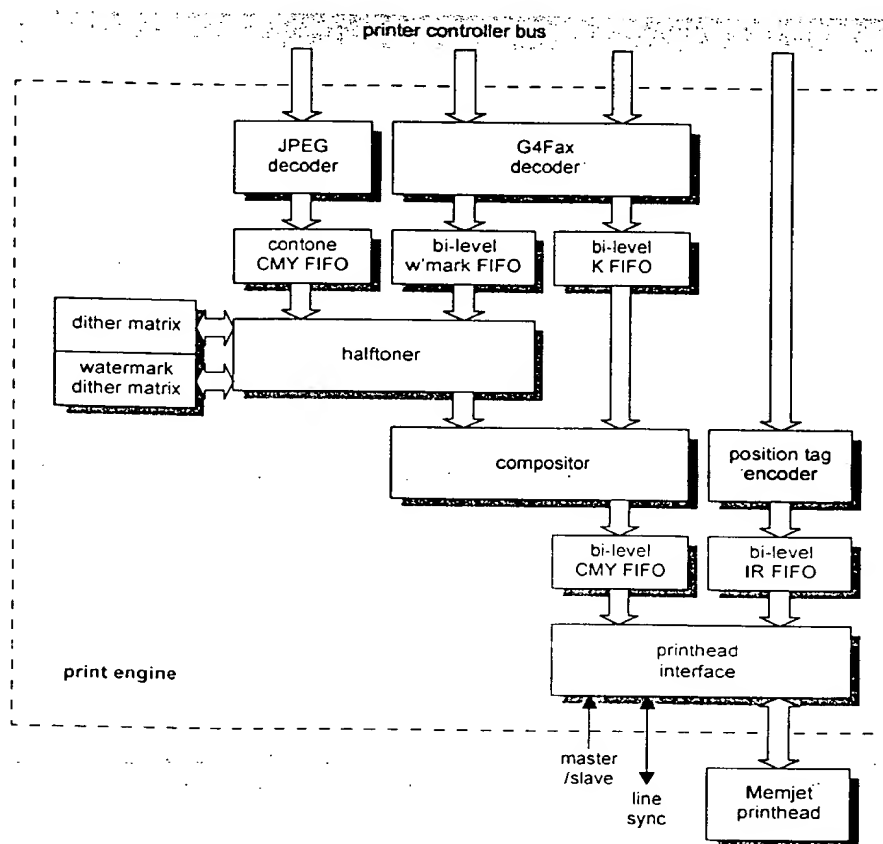 printer controller bus
JPEG
decoder
G4Fax
decoder
contone
CMY FIFO
bi-level
w'mark FIFO
bi-level
K FIFO
dither matrix
watermark
dither matrix
halftoner
compositor
position tag
encoder
bi-level
CMY FIFO
bi-level
IR FIFO
printhead
interface
print engine
master
/slave
line
sync
Memjet
printhead